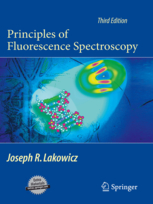 Third Edition
Principles of
Fluorescence Spectroscopy
Joseph R. Lakowicz
Springer